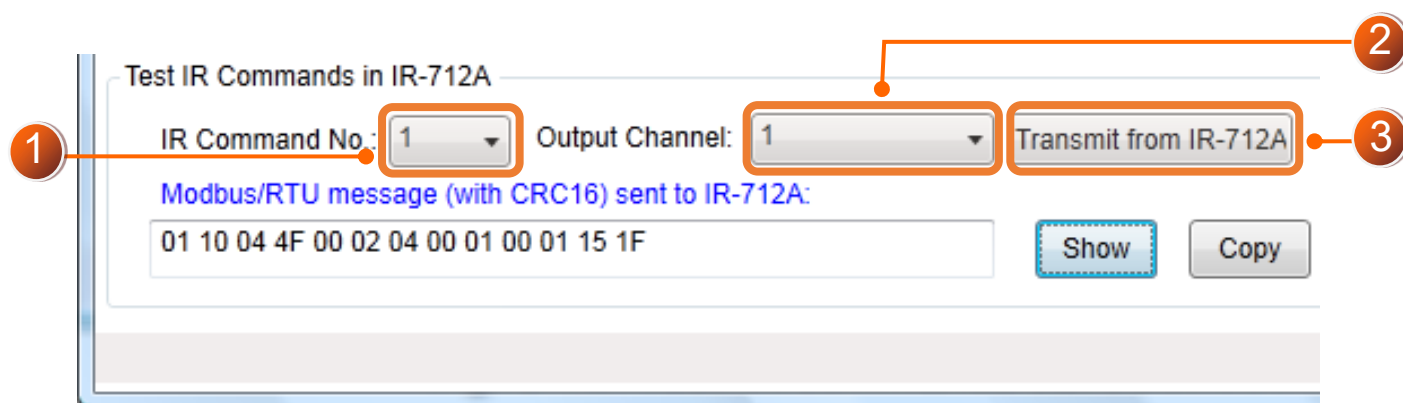 2
Test IR Commands in IR-712A
1
IR Command No.: 1 Output Channel: 1 Transmit from IR-712A
3
Modbus/RTU message (with CRC16) sent to IR-712A:
01 10 04 4F 00 02 04 00 01 00 01 15 1F Show Copy